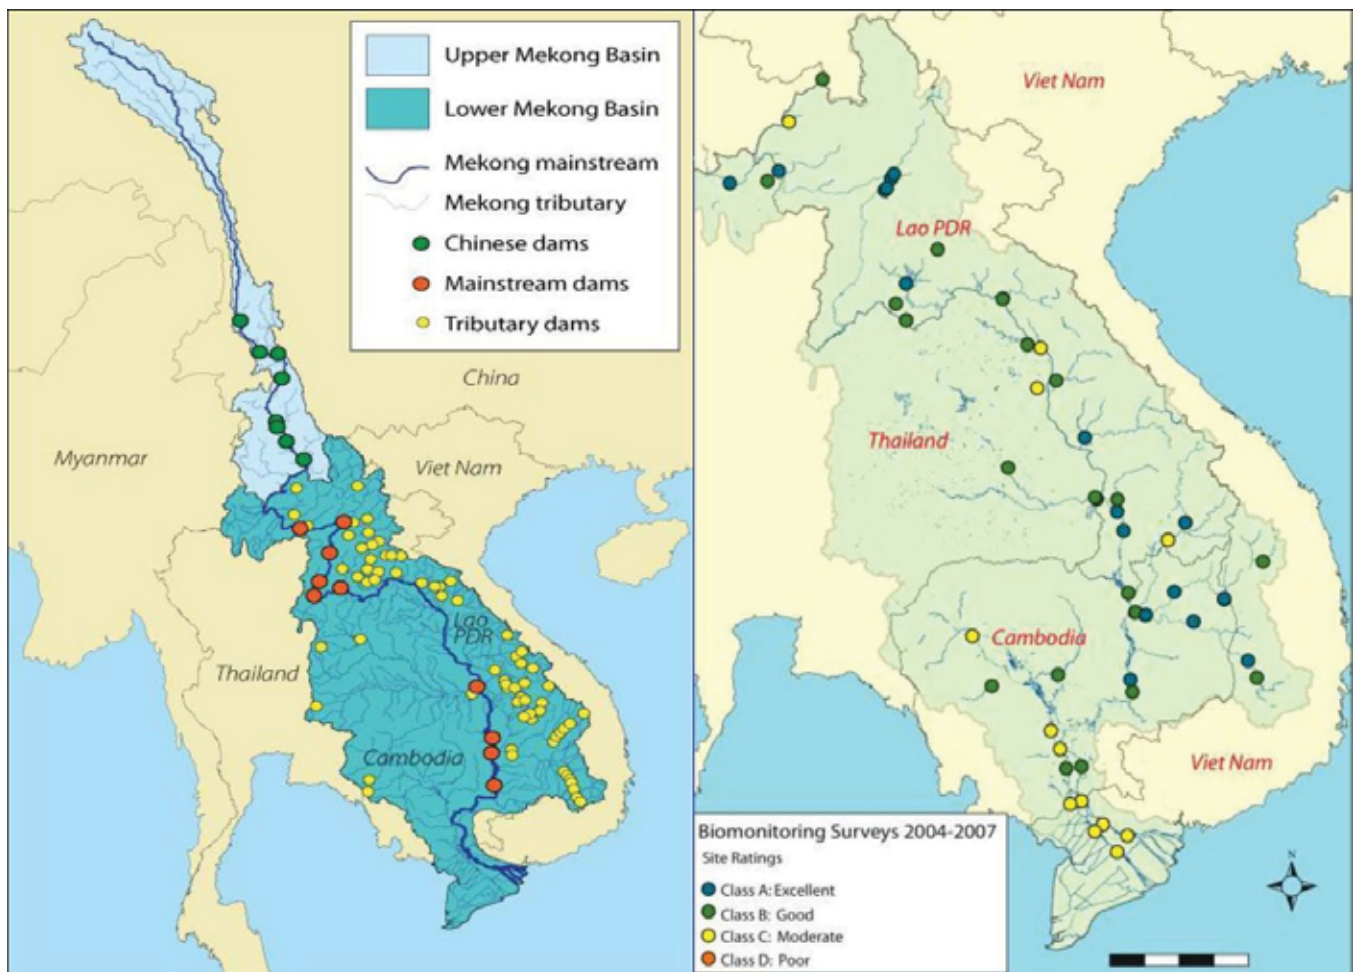 Upper Mekong Basin
Lower Mekong Basin
Mekong mainstream
Mekong tributary
Chinese dams
Mainstream dams
Tributary dams
China
Myanmar
Viet Nam
Lao
PDR
Thailand
Cambodia
Viet Nam
Lao PDR
Thailand
Cambodia
Viet Nam
Biomonitoring Surveys 2004-2007
Site Ratings
Class A: Excellent
Class B: Good
Class C: Moderate
Class D: Poor
N